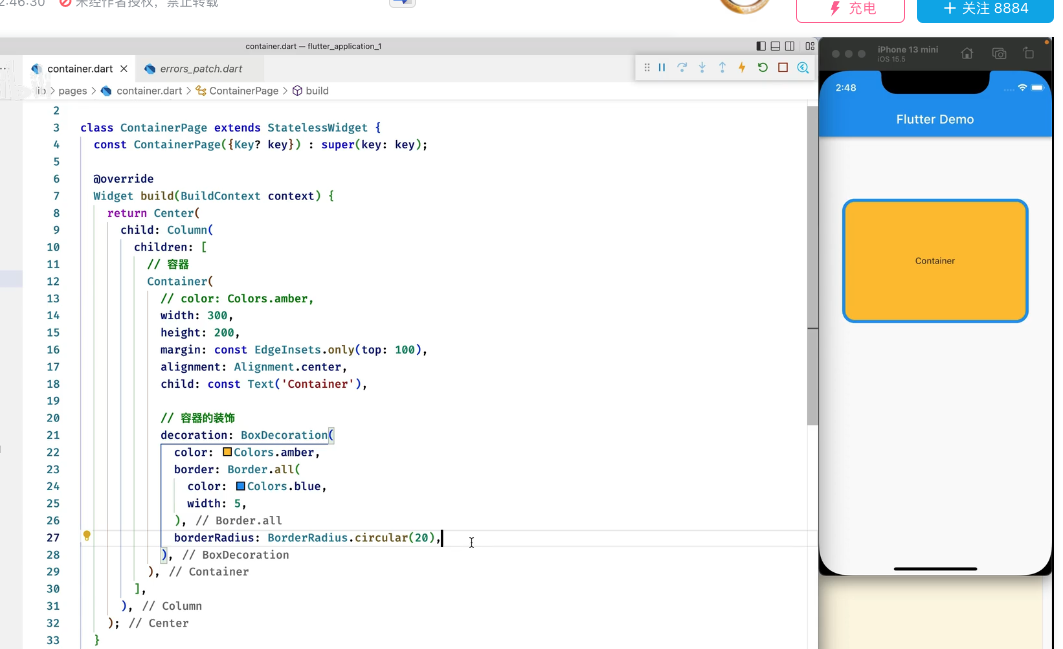 2:46:30 未经作者授权，禁止转载
充电
+ 关注 8884
container.dart — flutter_application_1
container.dart
errors_patch.dart
lib > pages > container.dart > ContainerPage > build
2
3 class ContainerPage extends StatelessWidget {
4 const ContainerPage({Key? key}) : super(key: key);
5
6 @override
7 Widget build(BuildContext context) {
8 return Center(
9 child: Column(
10 children: [
11 // 容器
12 Container(
13 // color: Colors.amber,
14 width: 300,
15 height: 200,
16 margin: const EdgeInsets.only(top: 100),
17 alignment: Alignment.center,
18 child: const Text('Container'),
19
20 // 容器的装饰
21 decoration: BoxDecoration(
22 color: Colors.amber,
23 border: Border.all(
24 color: Colors.blue,
25 width: 5,
26 ), // Border.all
27 borderRadius: BorderRadius.circular(20),
28 ), // BoxDecoration
29 ), // Container
30 ],
31 ), // Column
32 ); // Center
33 }
iPhone 13 mini
iOS 15.5
2:48
Flutter Demo
Container